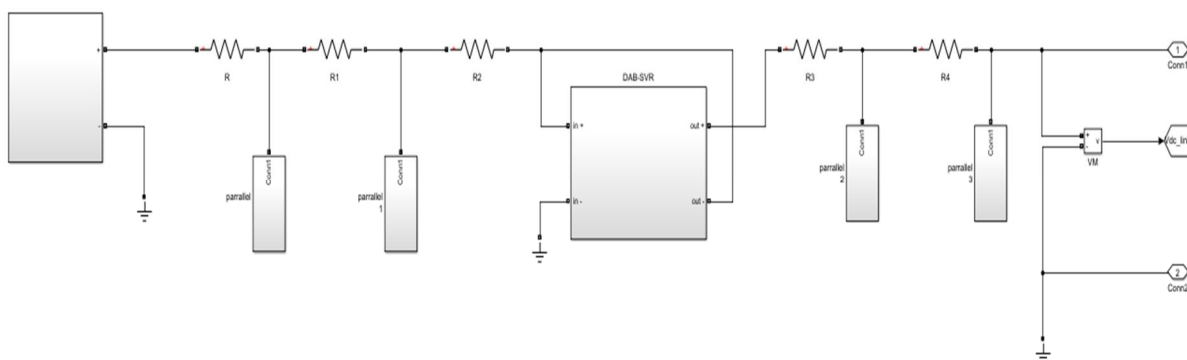 +
-
R
R1
R2
R3
R4
Conn1
parrallel
Conn1
parrallel
1
DAB-SVR
in +
in -
out +
out -
Conn1
parrallel
2
Conn1
parrallel
3
+
-
v
VM
1
Conn1
Vdc_lin
2
Conn2